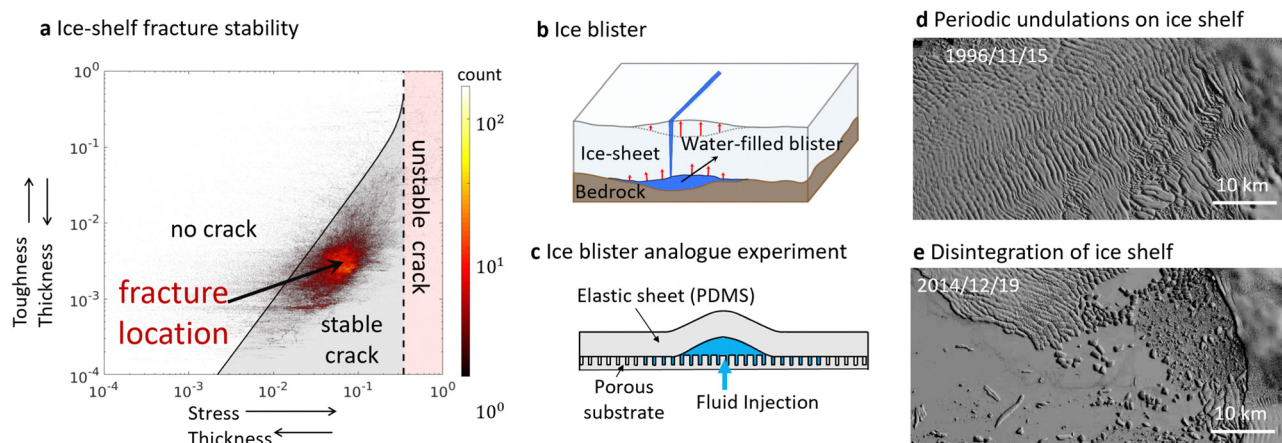 a Ice-shelf fracture stability
count
10^0
10^-1
10^-2
10^-3
10^-4
10^-4
10^-3
10^-2
10^-1
10^0
10^2
10^1
10^0
Toughness
Thickness
Stress
Thickness
no crack
fracture
location
stable
crack
unstable crack
b Ice blister
Ice-sheet
Water-filled blister
Bedrock
c Ice blister analogue experiment
Elastic sheet (PDMS)
Porous
substrate
Fluid Injection
d Periodic undulations on ice shelf
1996/11/15
10 km
e Disintegration of ice shelf
2014/12/19
10 km